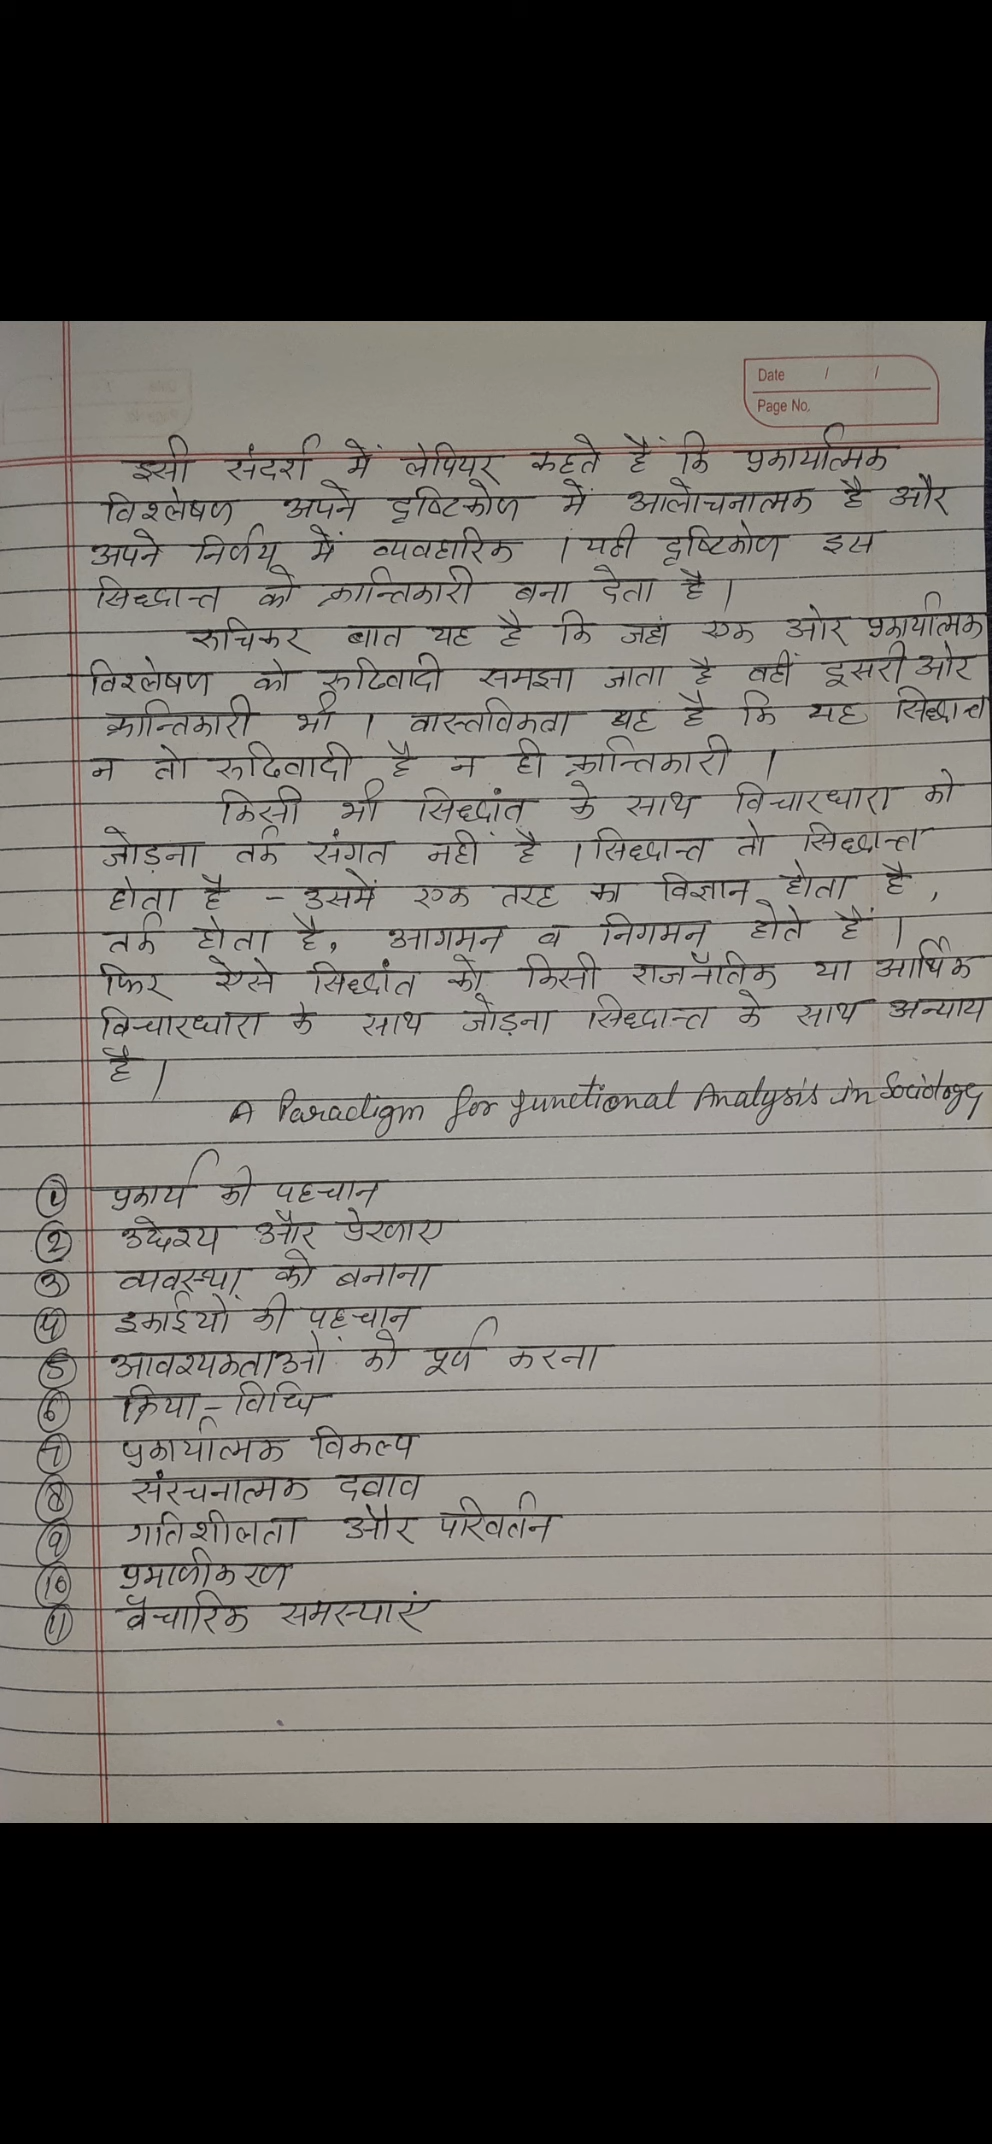 Date / /
Page No.
इसी संदर्भ में लेपियर कहते हैं कि प्रकार्यात्मक
विश्लेषण अपने दृष्टिकोण में आलोचनात्मक है और
अपने निर्णय में व्यवहारिक । यही दृष्टिकोण इस
सिध्दान्त को क्रान्तिकारी बना देता है।
रुचिकर बात यह है कि जहां एक ओर प्रकार्यात्मक
विश्लेषण को रूढिवादी समझा जाता है वहीं दूसरी ओर
क्रान्तिकारी भी । वास्तविकता यह है कि यह सिध्दान्त
न तो रूढिवादी है न ही क्रान्तिकारी ।
किसी भी सिध्दांत के साथ विचारधारा को
जोड़ना तर्क संगत नहीं है । सिध्दान्त तो सिध्दान्त
होता है - उसमें एक तरह का विज्ञान होता है,
तर्क होता है, आगमन व निगमन होते हैं ।
फिर ऐसे सिध्दांत को किसी राजनैतिक या आर्थिक
विचारधारा के साथ जोड़ना सिध्दान्त के साथ अन्याय
है ।
A Paradigm for functional Analysis in Sociology
① प्रकार्य की पहचान
② उद्देश्य और प्रेरणाए
③ व्यवस्था को बनाना
④ इकाईयों की पहचान
⑤ आवश्यकताओं को पूर्ण करना
⑥ क्रिया-विधि
⑦ प्रकार्यात्मक विकल्प
⑧ संरचनात्मक दवाव
⑨ गतिशीलता और परिवर्तन
⑩ प्रमाणीकरण
⑪ वैचारिक समस्याएं